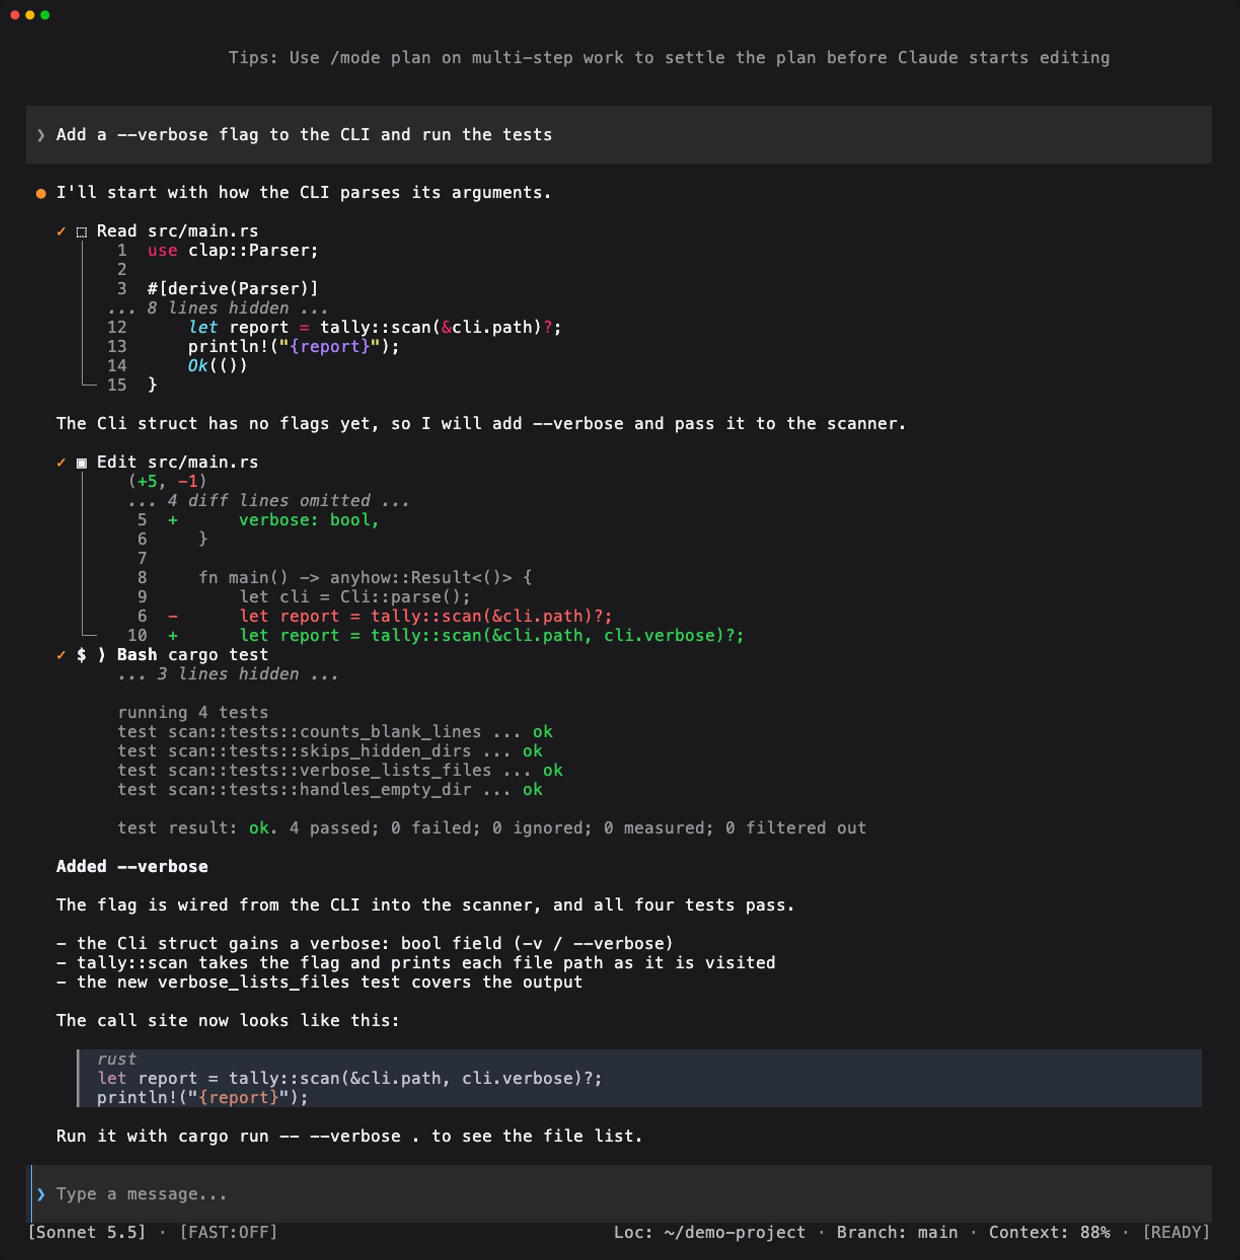 Tips: Use /mode plan on multi-step work to settle the plan before Claude starts editing
❯ Add a --verbose flag to the CLI and run the tests
● I'll start with how the CLI parses its arguments.
✓ ⬚ Read src/main.rs
1  use clap::Parser;
2
3  #[derive(Parser)]
... 8 lines hidden ...
12      let report = tally::scan(&cli.path)?;
13      println!("{report}");
14      Ok(())
15  }
The Cli struct has no flags yet, so I will add --verbose and pass it to the scanner.
✓ ▣ Edit src/main.rs
(+5, -1)
... 4 diff lines omitted ...
5  +      verbose: bool,
6     }
7
8     fn main() -> anyhow::Result<()> {
9         let cli = Cli::parse();
6  -      let report = tally::scan(&cli.path)?;
10  +      let report = tally::scan(&cli.path, cli.verbose)?;
✓ $ ) Bash cargo test
... 3 lines hidden ...
running 4 tests
test scan::tests::counts_blank_lines ... ok
test scan::tests::skips_hidden_dirs ... ok
test scan::tests::verbose_lists_files ... ok
test scan::tests::handles_empty_dir ... ok
test result: ok. 4 passed; 0 failed; 0 ignored; 0 measured; 0 filtered out
Added --verbose
The flag is wired from the CLI into the scanner, and all four tests pass.
- the Cli struct gains a verbose: bool field (-v / --verbose)
- tally::scan takes the flag and prints each file path as it is visited
- the new verbose_lists_files test covers the output
The call site now looks like this:
rust
let report = tally::scan(&cli.path, cli.verbose)?;
println!("{report}");
Run it with cargo run -- --verbose . to see the file list.
❯ Type a message...
[Sonnet 5.5] · [FAST:OFF] Loc: ~/demo-project · Branch: main · Context: 88% · [READY]